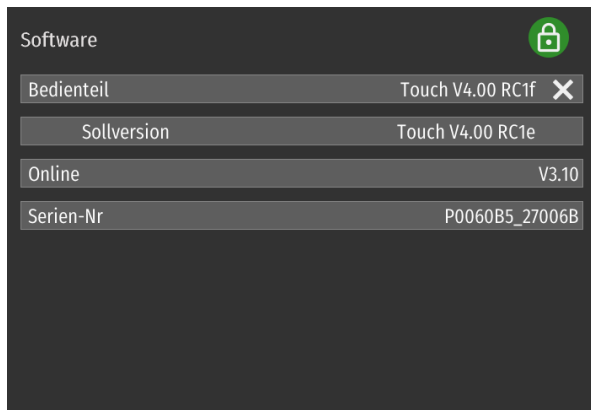 Software
Bedienteil Touch V4.00 RC1f
Sollversion Touch V4.00 RC1e
Online V3.10
Serien-Nr P0060B5_27006B